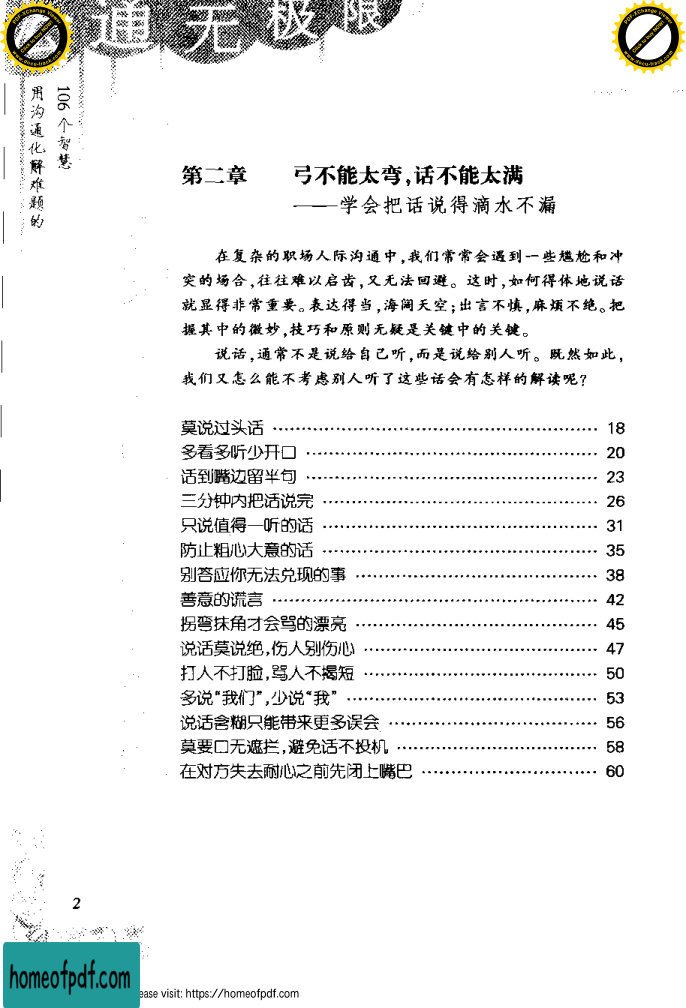 通无极限
106个智慧
用沟通化解难题的
第二章 弓不能太弯,话不能太满
——学会把话说得滴水不漏
在复杂的职场人际沟通中,我们常常会遇到一些尴尬和冲
突的场合,往往难以启齿,又无法回避。这时,如何得体地说话
就显得非常重要。表达得当,海阔天空;出言不慎,麻烦不绝。把
握其中的微妙,技巧和原则无疑是关键中的关键。
说话,通常不是说给自己听,而是说给别人听。既然如此,
我们又怎么能不考虑别人听了这些话会有怎样的解读呢?
莫说过头话 …… 18
多看多听少开口 …… 20
话到嘴边留半句 …… 23
三分钟内把话说完 …… 26
只说值得一听的话 …… 31
防止粗心大意的话 …… 35
别答应你无法兑现的事 …… 38
善意的谎言 …… 42
拐弯抹角才会骂的漂亮 …… 45
说话莫说绝,伤人别伤心 …… 47
打人不打脸,骂人不揭短 …… 50
多说“我们”,少说“我” …… 53
说话含糊只能带来更多误会 …… 56
莫要口无遮拦,避免话不投机 …… 58
在对方失去耐心之前先闭上嘴巴 …… 60
2
homeofpdf.com
ease visit: https://homeofpdf.com